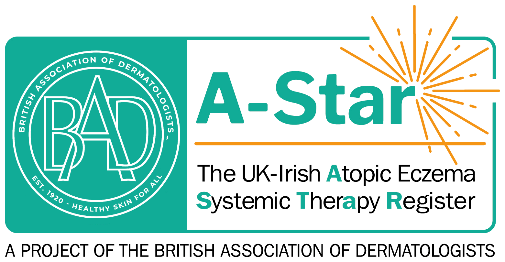 BRITISH ASSOCIATION OF DERMATOLOGISTS
BAD
EST. 1920 - HEALTHY SKIN FOR ALL
A-Star
The UK-Irish Atopic Eczema
Systemic Therapy Register
A PROJECT OF THE BRITISH ASSOCIATION OF DERMATOLOGISTS